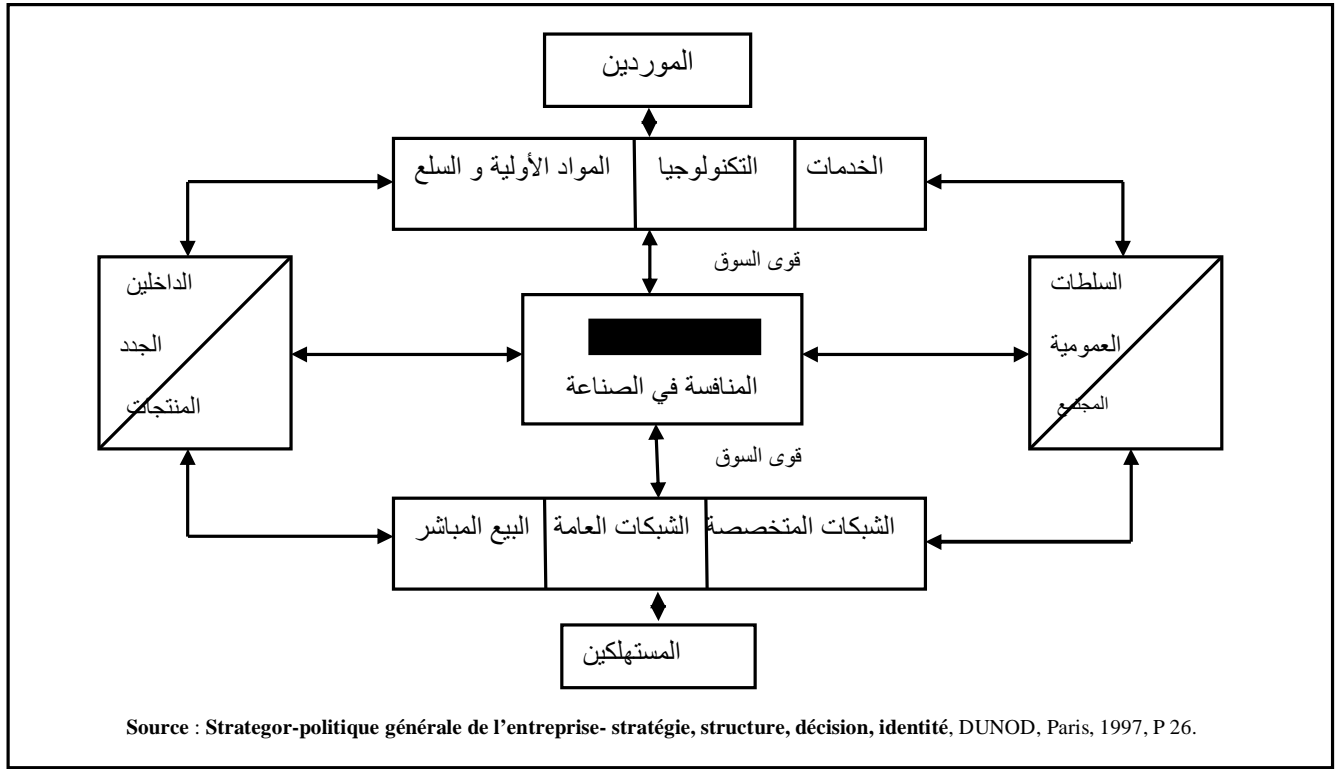 الموردين
المواد الأولية و السلع
التكنولوجيا
الخدمات
قوى السوق
الداخلين
الجدد
المنتجات
السلطات
العمومية
المجتمع
المنافسة في الصناعة
قوى السوق
البيع المباشر
الشبكات العامة
الشبكات المتخصصة
المستهلكين
Source : Strategor-politique générale de l’entreprise- stratégie, structure, décision, identité, DUNOD, Paris, 1997, P 26.